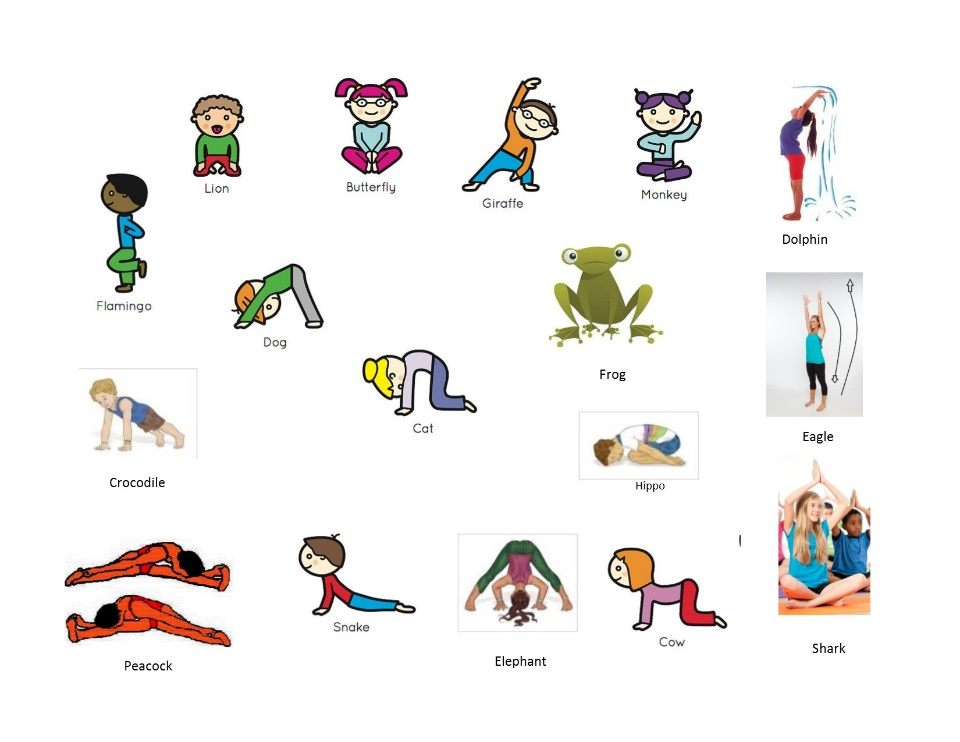 Lion
Butterfly
Giraffe
Monkey
Dolphin
Flamingo
Dog
Frog
Eagle
Cat
Crocodile
Hippo
Snake
Elephant
Cow
Shark
Peacock